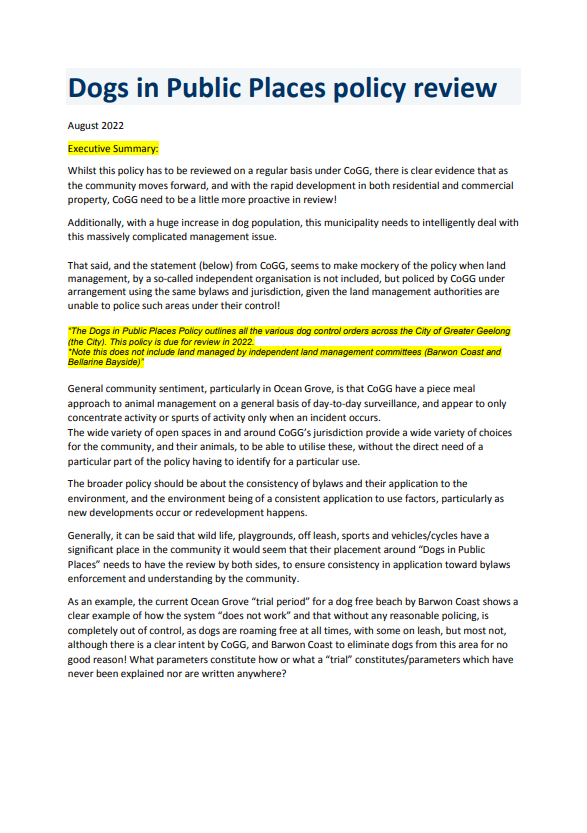 Dogs in Public Places policy review
August 2022
Executive Summary:
Whilst this policy has to be reviewed on a regular basis under CoGG, there is clear evidence that as
the community moves forward, and with the rapid development in both residential and commercial
property, CoGG need to be a little more proactive in review!
Additionally, with a huge increase in dog population, this municipality needs to intelligently deal with
this massively complicated management issue.
That said, and the statement (below) from CoGG, seems to make mockery of the policy when land
management, by a so-called independent organisation is not included, but policed by CoGG under
arrangement using the same bylaws and jurisdiction, given the land management authorities are
unable to police such areas under their control!
"The Dogs in Public Places Policy outlines all the various dog control orders across the City of Greater Geelong
(the City). This policy is due for review in 2022.
*Note this does not include land managed by independent land management committees (Barwon Coast and
Bellarine Bayside)"
General community sentiment, particularly in Ocean Grove, is that CoGG have a piece meal
approach to animal management on a general basis of day-to-day surveillance, and appear to only
concentrate activity or spurts of activity only when an incident occurs.
The wide variety of open spaces in and around CoGG's jurisdiction provide a wide variety of choices
for the community, and their animals, to be able to utilise these, without the direct need of a
particular part of the policy having to identify for a particular use.
The broader policy should be about the consistency of bylaws and their application to the
environment, and the environment being of a consistent application to use factors, particularly as
new developments occur or redevelopment happens.
Generally, it can be said that wild life, playgrounds, off leash, sports and vehicles/cycles have a
significant place in the community it would seem that their placement around "Dogs in Public
Places" needs to have the review by both sides, to ensure consistency in application toward bylaws
enforcement and understanding by the community.
As an example, the current Ocean Grove "trial period" for a dog free beach by Barwon Coast shows a
clear example of how the system "does not work" and that without any reasonable policing, is
completely out of control, as dogs are roaming free at all times, with some on leash, but most not,
although there is a clear intent by CoGG, and Barwon Coast to eliminate dogs from this area for no
good reason! What parameters constitute how or what a "trial" constitutes/parameters which have
never been explained nor are written anywhere?